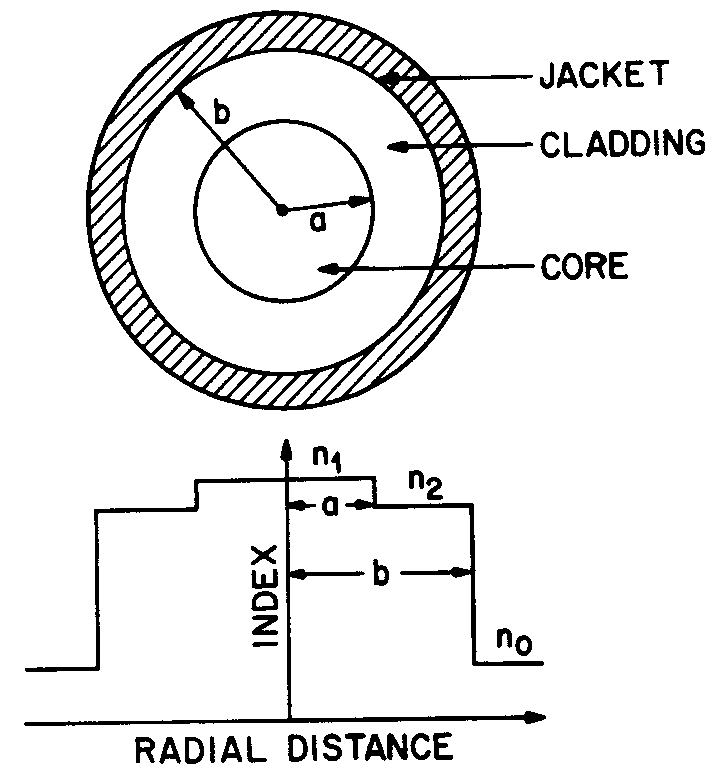 JACKET
b
CLADDING
a
CORE
n1
n2
a
b
INDEX
n0
RADIAL DISTANCE